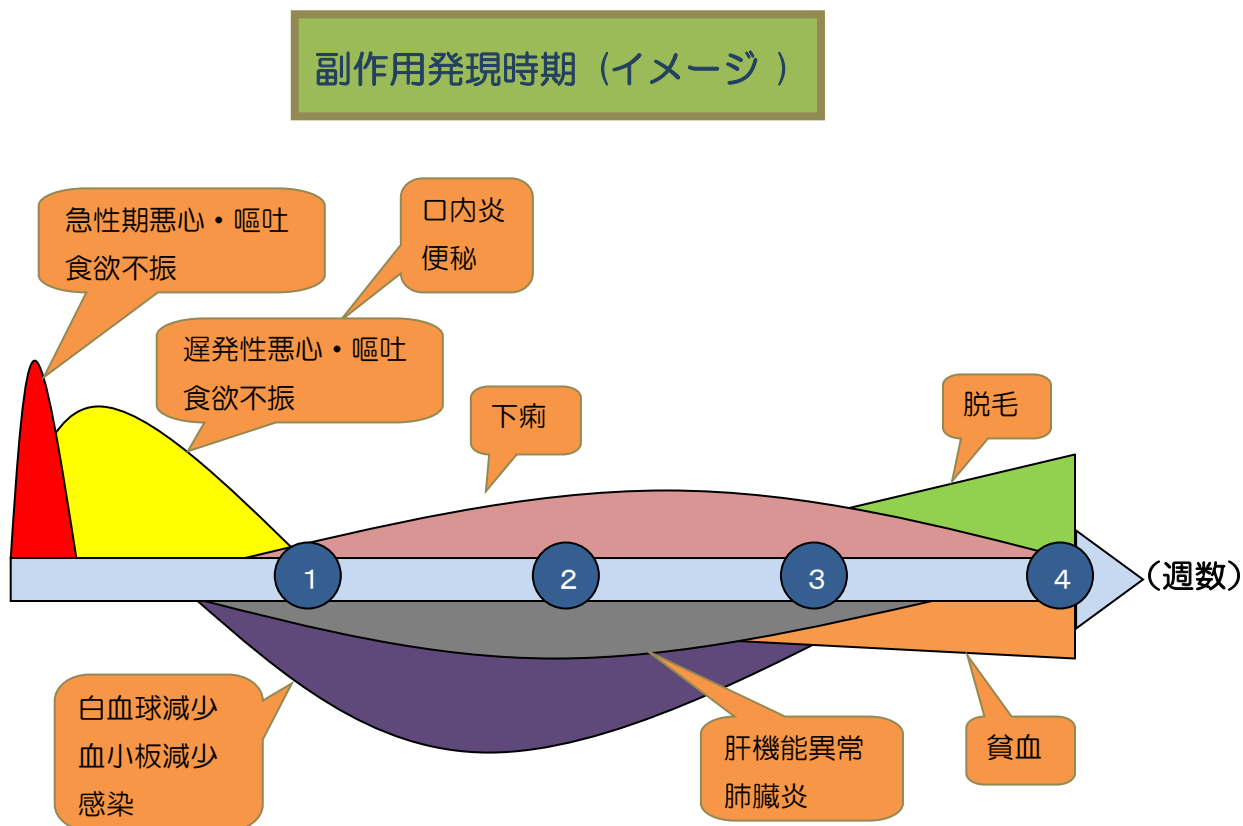 副作用発現時期（イメージ ）
急性期悪心・嘔吐
食欲不振
口内炎
便秘
遅発性悪心・嘔吐
食欲不振
下痢
脱毛
1
2
3
4
（週数）
白血球減少
血小板減少
感染
肝機能異常
肺臓炎
貧血